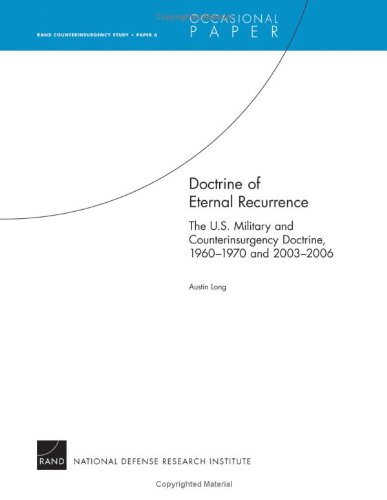 Copyrighted Material
OCCASIONAL
PAPER
RAND COUNTERINSURGENCY STUDY • PAPER 6
Doctrine of
Eternal Recurrence
The U.S. Military and
Counterinsurgency Doctrine,
1960–1970 and 2003–2006
Austin Long
RAND
NATIONAL DEFENSE RESEARCH INSTITUTE
Copyrighted Material